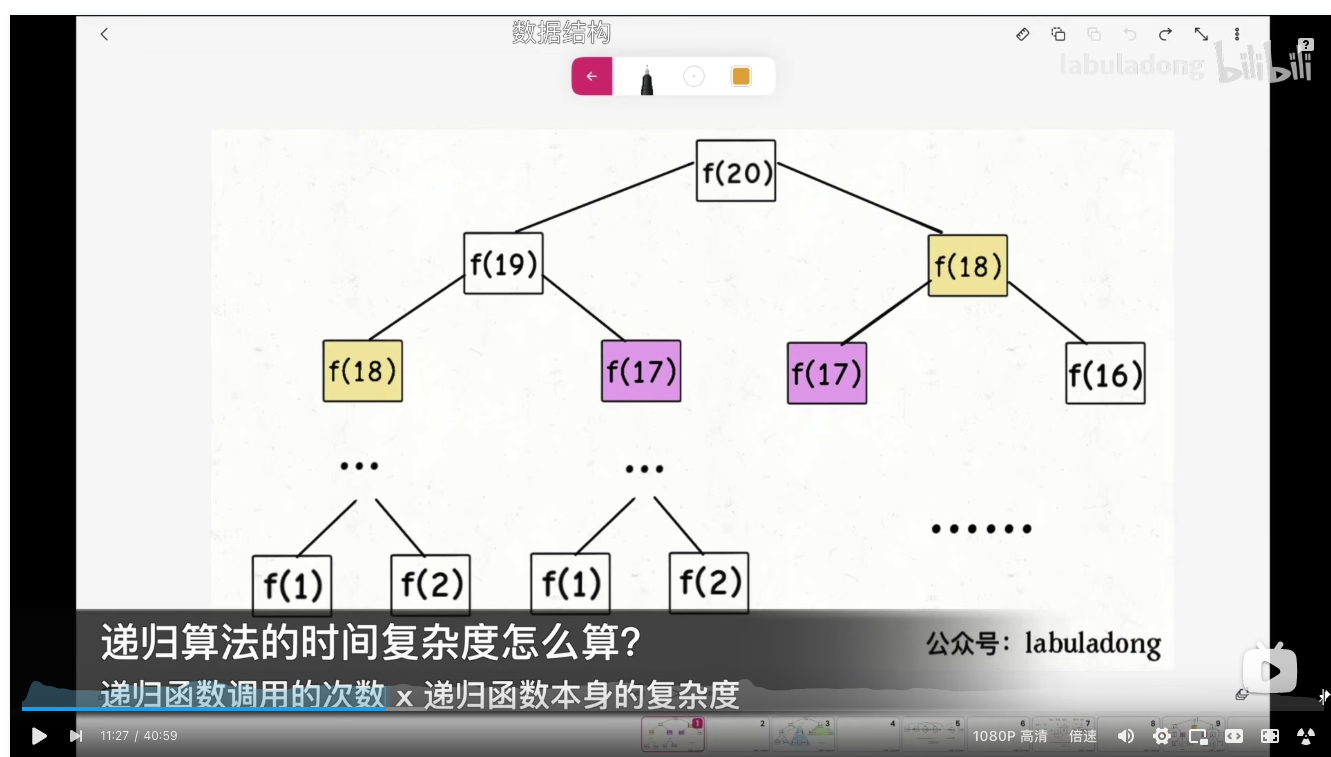 数据结构
labuladong bilibili
?
f(20)
f(19)
f(18)
f(18)
f(17)
f(17)
f(16)
...
...
......
f(1)
f(2)
f(1)
f(2)
递归算法的时间复杂度怎么算?
公众号：labuladong
递归函数调用的次数 x 递归函数本身的复杂度
1 2 3 4 5 6 7 8 9
11:27 / 40:59
1080P 高清
倍速